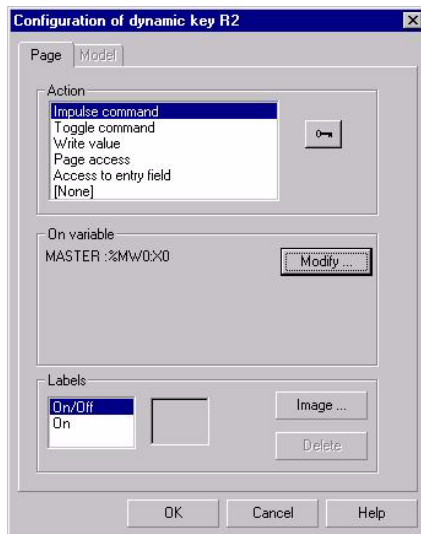 Configuration of dynamic key R2
Page
Model
Action
Impulse command
Toggle command
Write value
Page access
Access to entry field
[None]
On variable
MASTER :%MW0:X0
Modify ...
Labels
On/Off
On
Image ...
Delete
OK
Cancel
Help